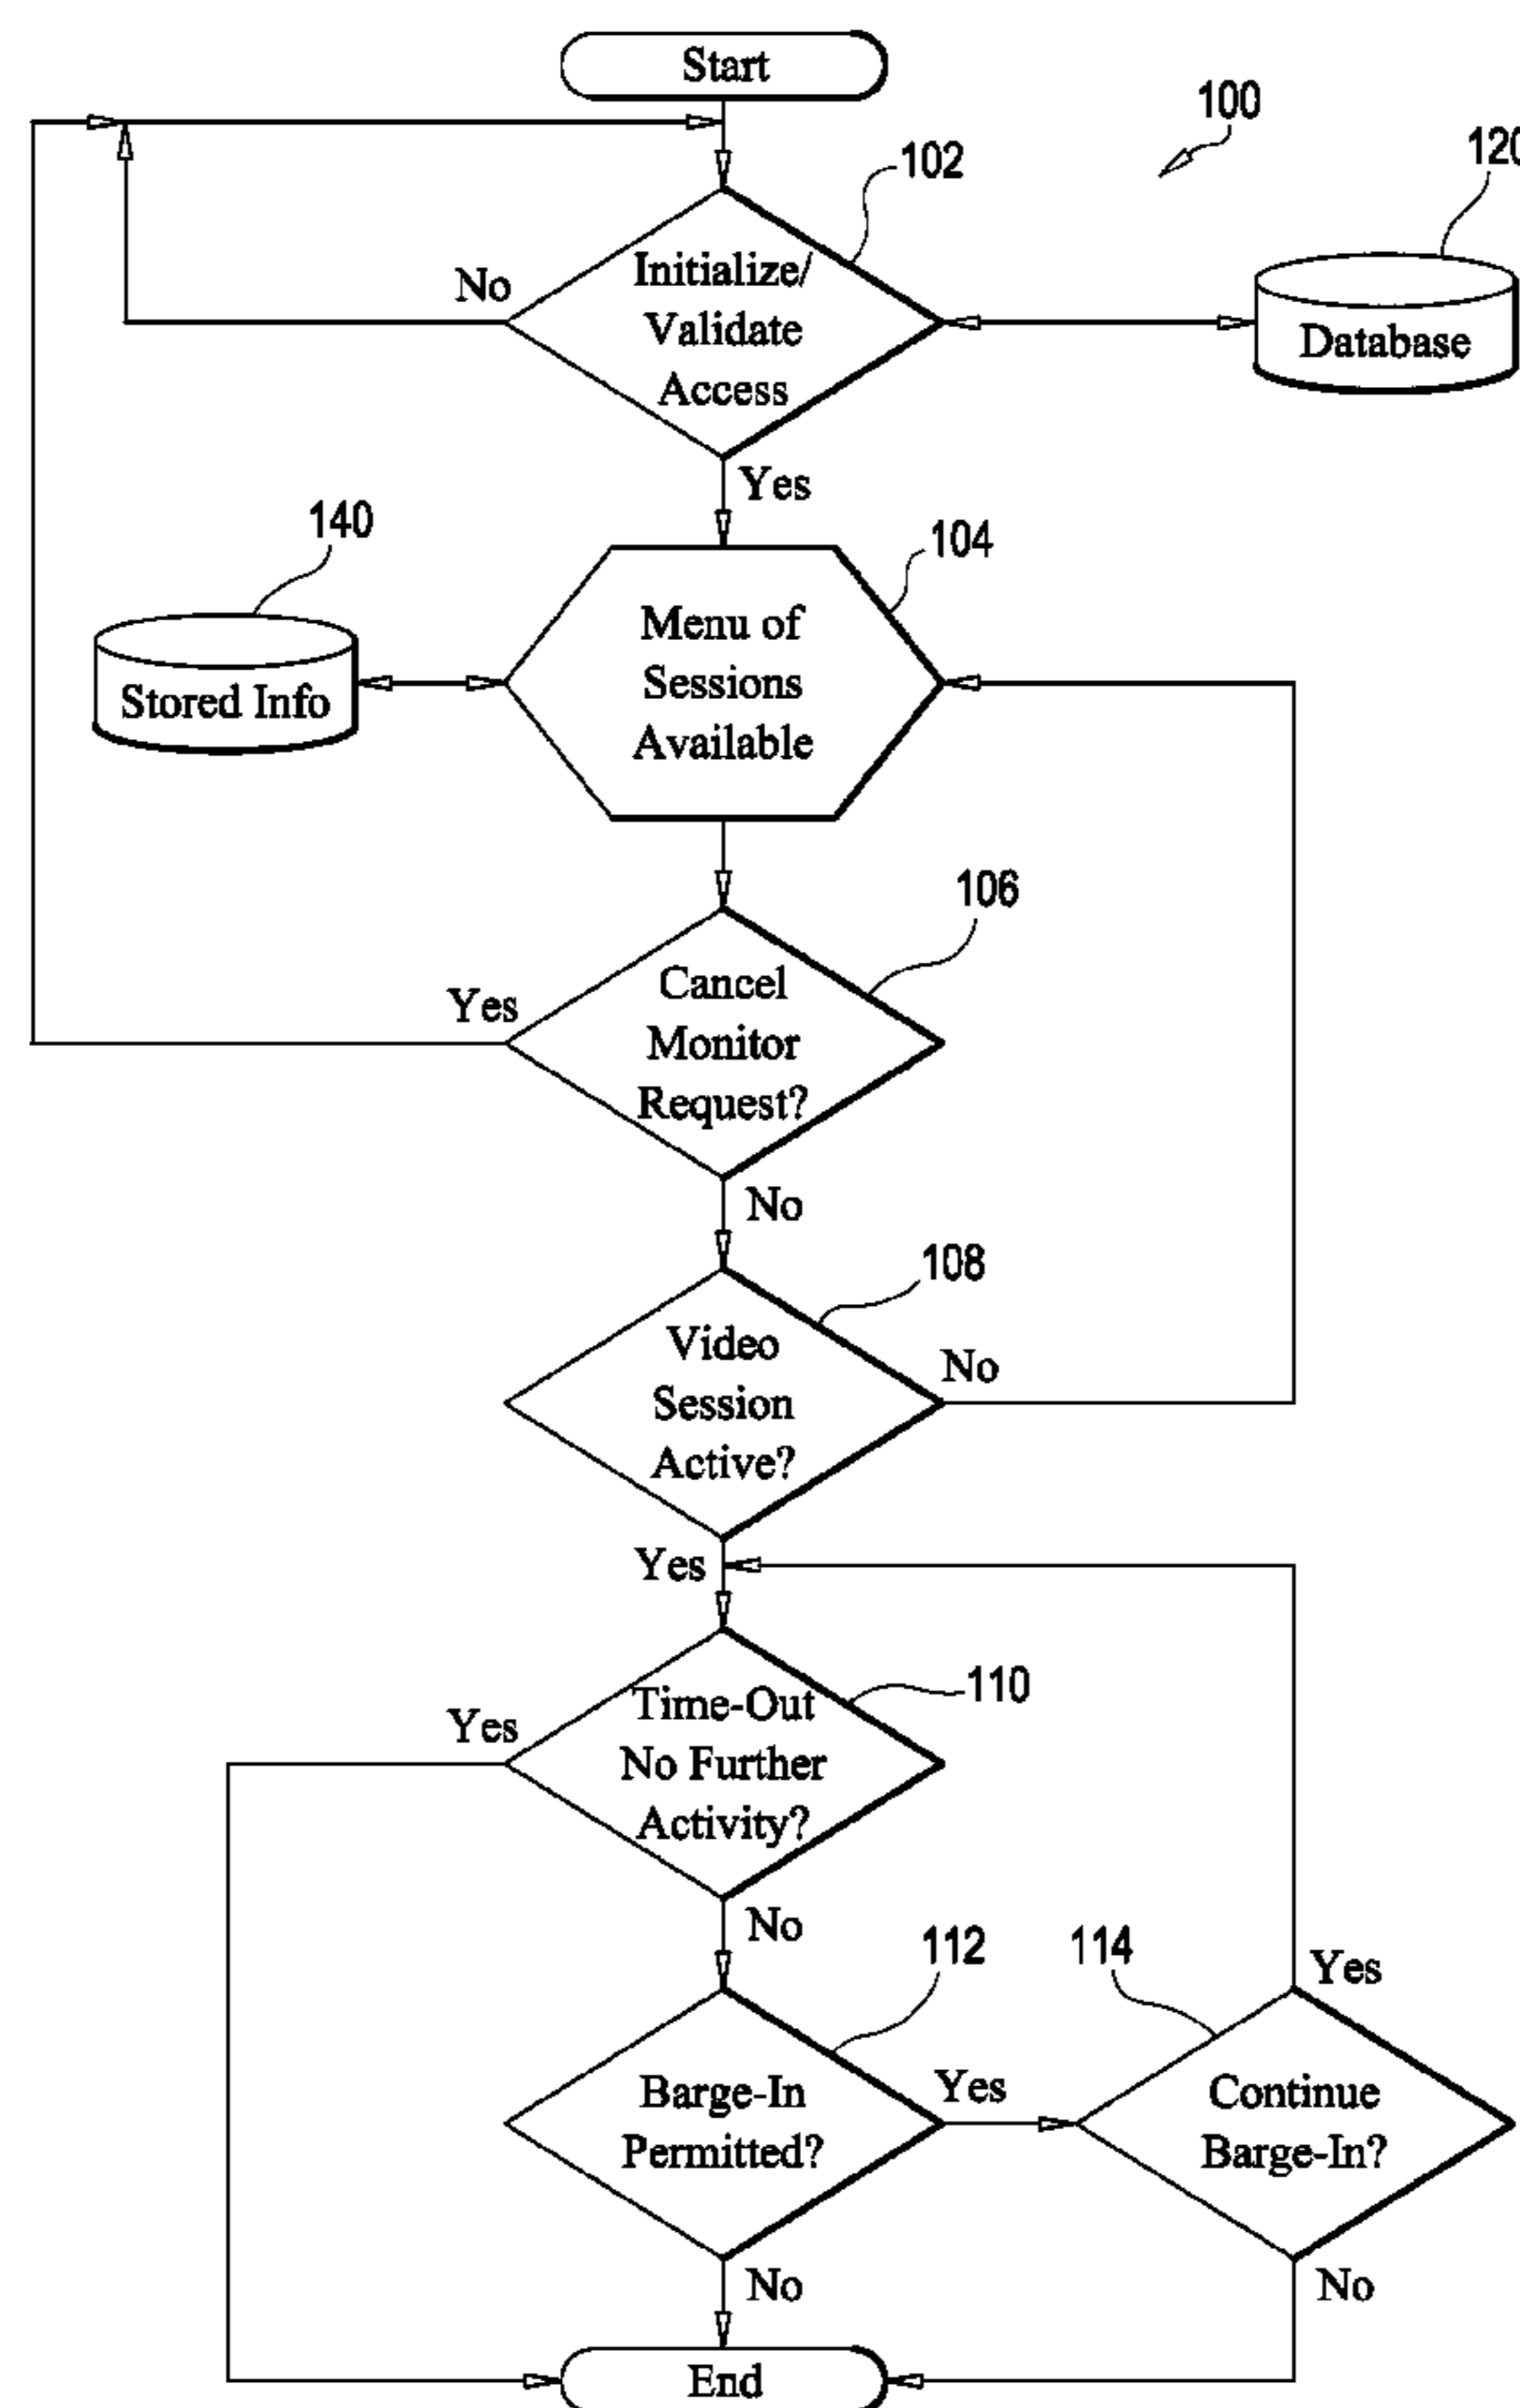 Start
100
102
120
No
Initialize/
Validate
Access
Database
Yes
140
104
Menu of
Sessions
Available
Stored Info
106
Yes
Cancel
Monitor
Request?
No
108
Video
Session
Active?
No
Yes
110
Yes
Time-Out
No Further
Activity?
No
112
114
Yes
Barge-In
Permitted?
Yes
Continue
Barge-In?
No
No
End